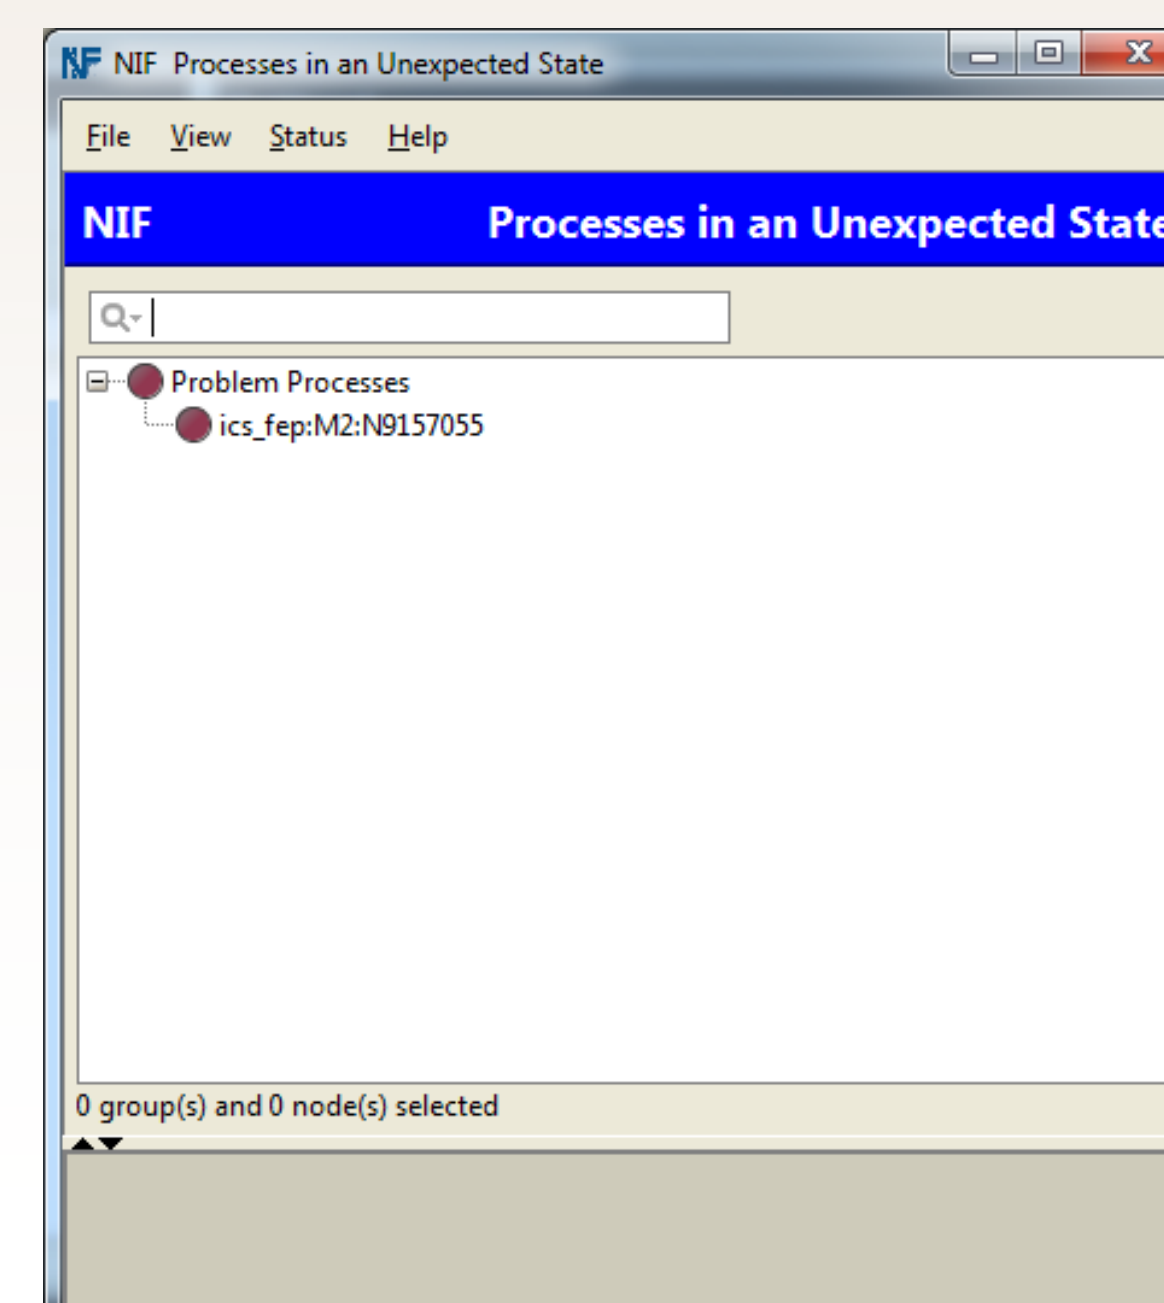 NIF Processes in an Unexpected State
File View Status Help
NIF Processes in an Unexpected State
Problem Processes
ics_fep:M2:N9157055
0 group(s) and 0 node(s) selected